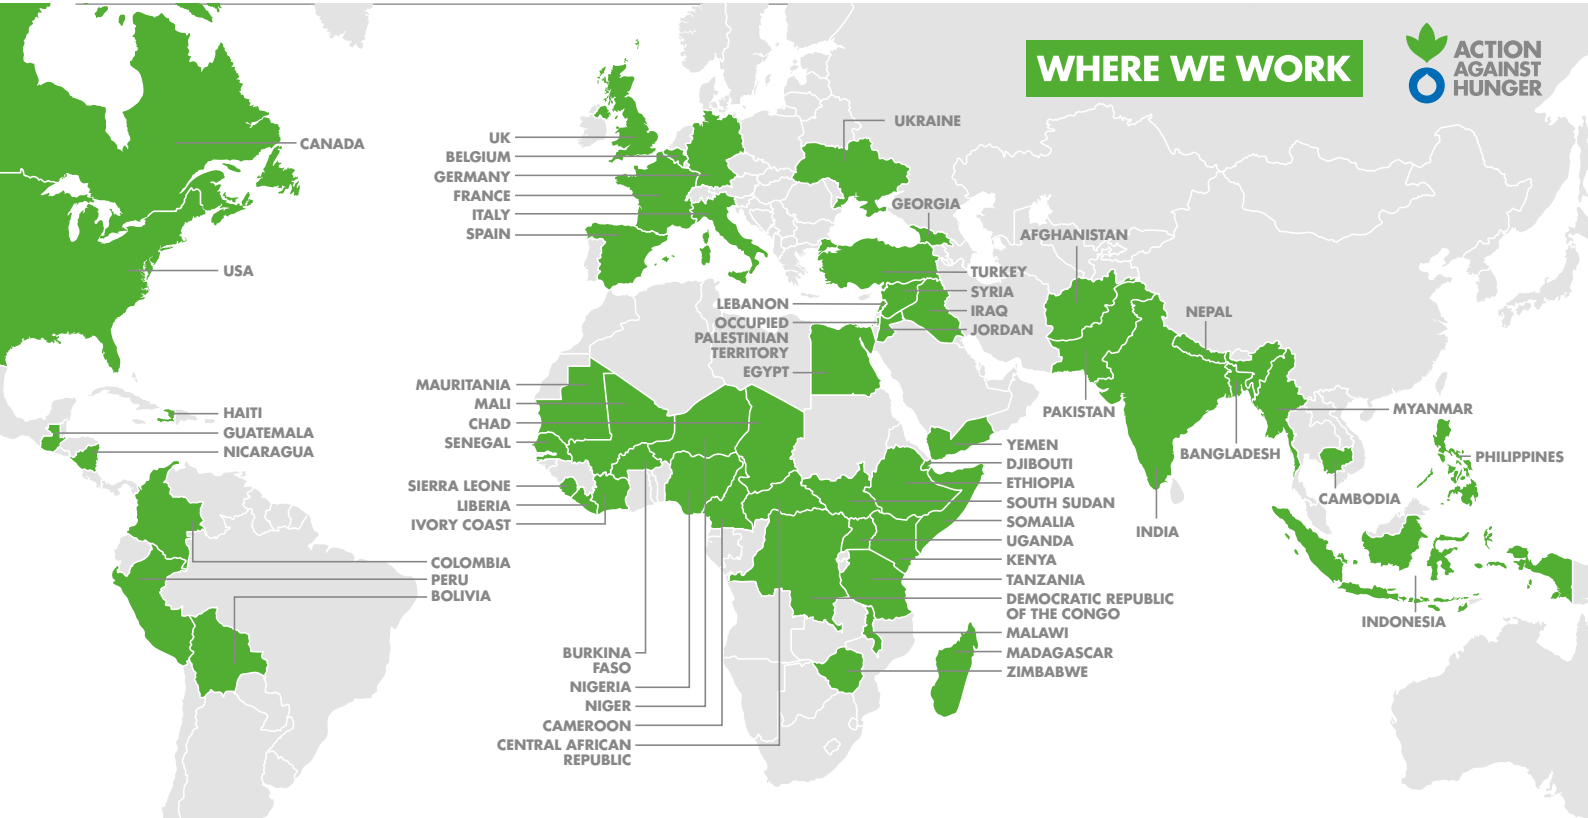 WHERE WE WORK
ACTION
AGAINST
HUNGER
CANADA
USA
HAITI
GUATEMALA
NICARAGUA
COLOMBIA
PERU
BOLIVIA
UK
BELGIUM
GERMANY
FRANCE
ITALY
SPAIN
UKRAINE
GEORGIA
TURKEY
SYRIA
IRAQ
JORDAN
LEBANON
OCCUPIED
PALESTINIAN
TERRITORY
EGYPT
MAURITANIA
MALI
CHAD
SENEGAL
SIERRA LEONE
LIBERIA
IVORY COAST
BURKINA
FASO
NIGERIA
NIGER
CAMEROON
CENTRAL AFRICAN
REPUBLIC
YEMEN
DJIBOUTI
ETHIOPIA
SOUTH SUDAN
SOMALIA
UGANDA
KENYA
TANZANIA
DEMOCRATIC REPUBLIC
OF THE CONGO
MALAWI
MADAGASCAR
ZIMBABWE
AFGHANISTAN
NEPAL
PAKISTAN
BANGLADESH
INDIA
MYANMAR
PHILIPPINES
CAMBODIA
INDONESIA